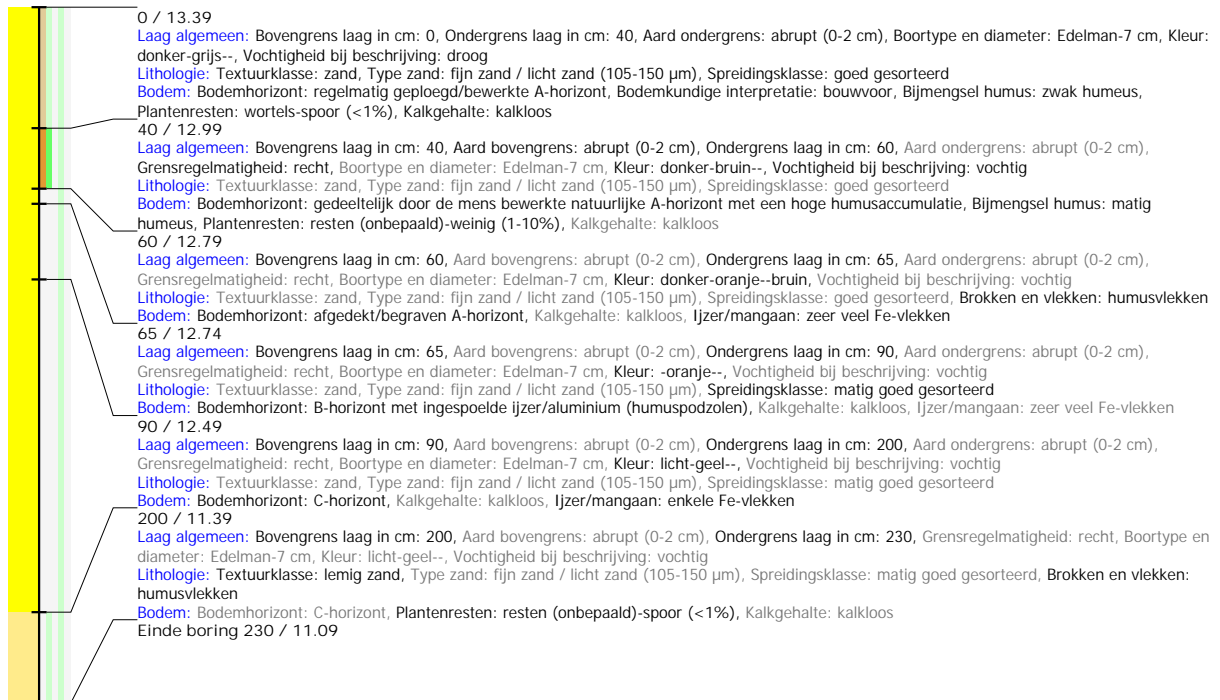 0 / 13.39
Laag algemeen: Bovengrens laag in cm: 0, Ondergrens laag in cm: 40, Aard ondergrens: abrupt (0-2 cm), Boortype en diameter: Edelman-7 cm, Kleur:
donker-grijs--, Vochtigheid bij beschrijving: droog
Lithologie: Textuurklasse: zand, Type zand: fijn zand / licht zand (105-150 µm), Spreidingsklasse: goed gesorteerd
Bodem: Bodemhorizont: regelmatig geploegd/bewerkte A-horizont, Bodemkundige interpretatie: bouwvoor, Bijmengsel humus: zwak humeus,
Plantenresten: wortels-spoor (<1%), Kalkgehalte: kalkloos
40 / 12.99
Laag algemeen: Bovengrens laag in cm: 40, Aard bovengrens: abrupt (0-2 cm), Ondergrens laag in cm: 60, Aard ondergrens: abrupt (0-2 cm),
Grensregelmatigheid: recht, Boortype en diameter: Edelman-7 cm, Kleur: donker-bruin--, Vochtigheid bij beschrijving: vochtig
Lithologie: Textuurklasse: zand, Type zand: fijn zand / licht zand (105-150 µm), Spreidingsklasse: goed gesorteerd
Bodem: Bodemhorizont: gedeeltelijk door de mens bewerkte natuurlijke A-horizont met een hoge humusaccumulatie, Bijmengsel humus: matig
humeus, Plantenresten: resten (onbepaald)-weinig (1-10%), Kalkgehalte: kalkloos
60 / 12.79
Laag algemeen: Bovengrens laag in cm: 60, Aard bovengrens: abrupt (0-2 cm), Ondergrens laag in cm: 65, Aard ondergrens: abrupt (0-2 cm),
Grensregelmatigheid: recht, Boortype en diameter: Edelman-7 cm, Kleur: donker-oranje--bruin, Vochtigheid bij beschrijving: vochtig
Lithologie: Textuurklasse: zand, Type zand: fijn zand / licht zand (105-150 µm), Spreidingsklasse: goed gesorteerd, Brokken en vlekken: humusvlekken
Bodem: Bodemhorizont: afgedekt/begraven A-horizont, Kalkgehalte: kalkloos, Ijzer/mangaan: zeer veel Fe-vlekken
65 / 12.74
Laag algemeen: Bovengrens laag in cm: 65, Aard bovengrens: abrupt (0-2 cm), Ondergrens laag in cm: 90, Aard ondergrens: abrupt (0-2 cm),
Grensregelmatigheid: recht, Boortype en diameter: Edelman-7 cm, Kleur: -oranje--, Vochtigheid bij beschrijving: vochtig
Lithologie: Textuurklasse: zand, Type zand: fijn zand / licht zand (105-150 µm), Spreidingsklasse: matig goed gesorteerd
Bodem: Bodemhorizont: B-horizont met ingespoelde ijzer/aluminium (humuspodzolen), Kalkgehalte: kalkloos, Ijzer/mangaan: zeer veel Fe-vlekken
90 / 12.49
Laag algemeen: Bovengrens laag in cm: 90, Aard bovengrens: abrupt (0-2 cm), Ondergrens laag in cm: 200, Aard ondergrens: abrupt (0-2 cm),
Grensregelmatigheid: recht, Boortype en diameter: Edelman-7 cm, Kleur: licht-geel--, Vochtigheid bij beschrijving: vochtig
Lithologie: Textuurklasse: zand, Type zand: fijn zand / licht zand (105-150 µm), Spreidingsklasse: matig goed gesorteerd
Bodem: Bodemhorizont: C-horizont, Kalkgehalte: kalkloos, Ijzer/mangaan: enkele Fe-vlekken
200 / 11.39
Laag algemeen: Bovengrens laag in cm: 200, Aard bovengrens: abrupt (0-2 cm), Ondergrens laag in cm: 230, Grensregelmatigheid: recht, Boortype en
diameter: Edelman-7 cm, Kleur: licht-geel--, Vochtigheid bij beschrijving: vochtig
Lithologie: Textuurklasse: lemig zand, Type zand: fijn zand / licht zand (105-150 µm), Spreidingsklasse: matig goed gesorteerd, Brokken en vlekken:
humusvlekken
Bodem: Bodemhorizont: C-horizont, Plantenresten: resten (onbepaald)-spoor (<1%), Kalkgehalte: kalkloos
Einde boring 230 / 11.09